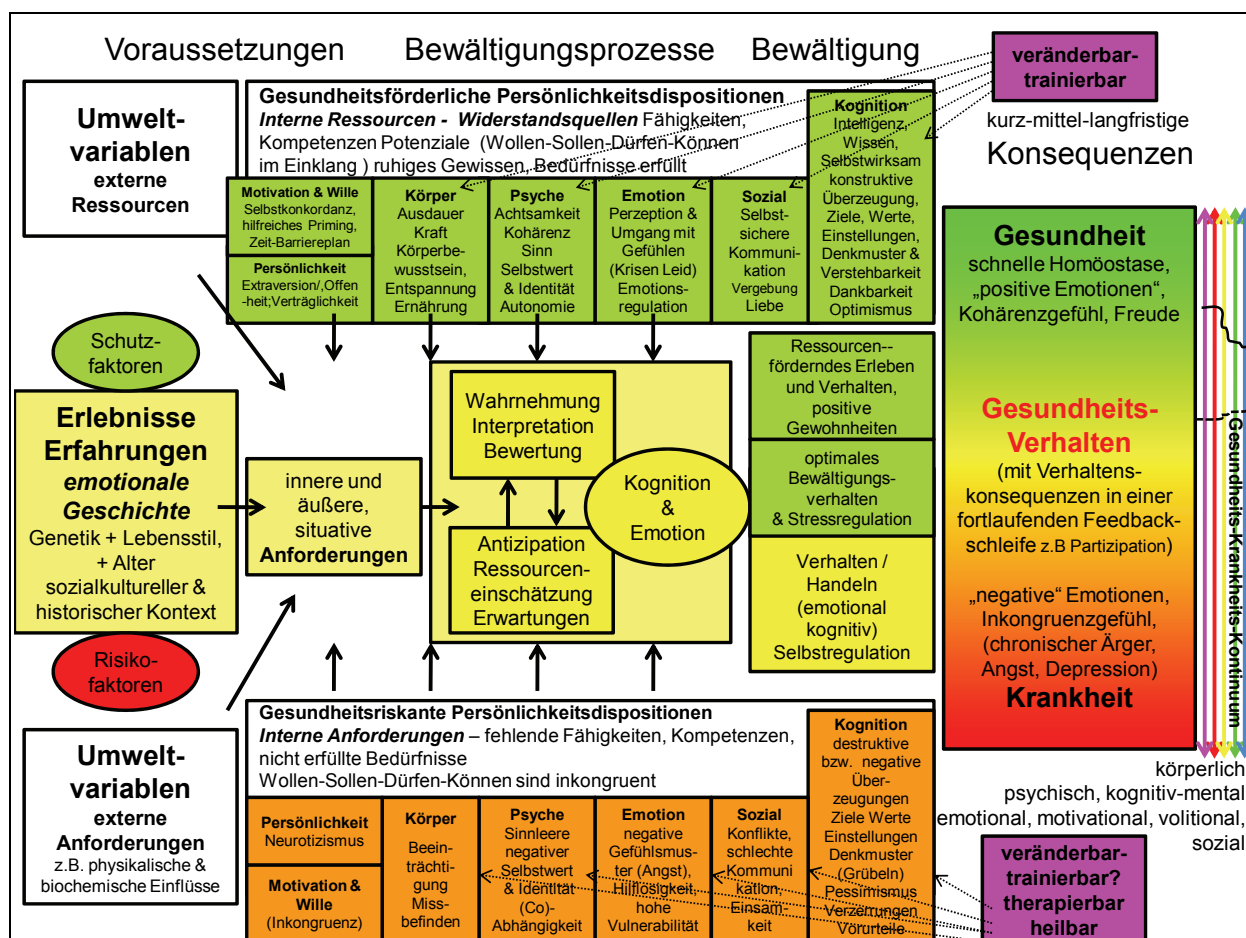 Voraussetzungen
Bewältigungsprozesse
Bewältigung
veränderbar-
trainierbar
kurz-mittel-langfristige
Konsequenzen
Umwelt-
variablen
externe
Ressourcen
Gesundheitsförderliche Persönlichkeitsdispositionen
Interne Ressourcen - Widerstandsquellen Fähigkeiten,
Kompetenzen Potenziale (Wollen-Sollen-Dürfen-Können
im Einklang ) ruhiges Gewissen, Bedürfnisse erfüllt
Motivation & Wille
Selbstkonkordanz,
hilfreiches Priming,
Zeit-Barriereplan
Persönlichkeit
Extraversion/,Offen
-heit;Verträglichkeit
Körper
Ausdauer
Kraft
Körperbe-
wusstsein,
Entspannung
Ernährung
Psyche
Achtsamkeit
Kohärenz
Sinn
Selbstwert
& Identität
Autonomie
Emotion
Perzeption &
Umgang mit
Gefühlen
(Krisen Leid)
Emotions-
regulation
Sozial
Selbst-
sichere
Kommuni-
kation
Vergebung
Liebe
Kognition
Intelligenz,
Wissen,
Selbstwirksam
konstruktive
Überzeugung,
Ziele, Werte,
Einstellungen,
Denkmuster &
Verstehbarkeit
Dankbarkeit
Optimismus
Schutz-
faktoren
Erlebnisse
Erfahrungen
emotionale
Geschichte
Genetik + Lebensstil,
+ Alter
sozialkultureller &
historischer Kontext
Risiko-
faktoren
innere und
äußere,
situative
Anforderungen
Wahrnehmung
Interpretation
Bewertung
Antizipation
Ressourcen-
einschätzung
Erwartungen
Kognition
&
Emotion
Ressourcen--
förderndes Erleben
und Verhalten,
positive
Gewohnheiten
optimales
Bewältigungs-
verhalten
& Stressregulation
Verhalten /
Handeln
(emotional
kognitiv)
Selbstregulation
Gesundheit
schnelle Homöostase,
„positive Emotionen“,
Kohärenzgefühl, Freude
Gesundheits-
Verhalten
(mit Verhaltens-
konsequenzen in einer
fortlaufenden Feedback-
schleife z.B Partizipation)
„negative“ Emotionen,
Inkongruenzgefühl,
(chronischer Ärger,
Angst, Depression)
Krankheit
Gesundheits-Krankheits-Kontinuum
körperlich
psychisch, kognitiv-mental
emotional, motivational, volitional,
sozial
Umwelt-
variablen
externe
Anforderungen
z.B. physikalische &
biochemische Einflüsse
Gesundheitsriskante Persönlichkeitsdispositionen
Interne Anforderungen – fehlende Fähigkeiten, Kompetenzen,
nicht erfüllte Bedürfnisse
Wollen-Sollen-Dürfen-Können sind inkongruent
Persönlichkeit
Neurotizismus
Motivation &
Wille
(Inkongruenz)
Körper
Beein-
trächti-
gung
Miss-
befinden
Psyche
Sinnleere
negativer
Selbstwert
& Identität
(Co)-
Abhängigkeit
Emotion
negative
Gefühlsmus-
ter (Angst),
Hilflosigkeit,
hohe
Vulnerabilität
Sozial
Konflikte,
schlechte
Kommuni
kation,
Einsam-
keit
Kognition
destruktive
bzw. negative
Über-
zeugungen
Ziele Werte
Einstellungen
Denkmuster
(Grübeln)
Pessimismus
Verzerrungen
Vorurteile
veränderbar-
trainierbar?
therapierbar
heilbar